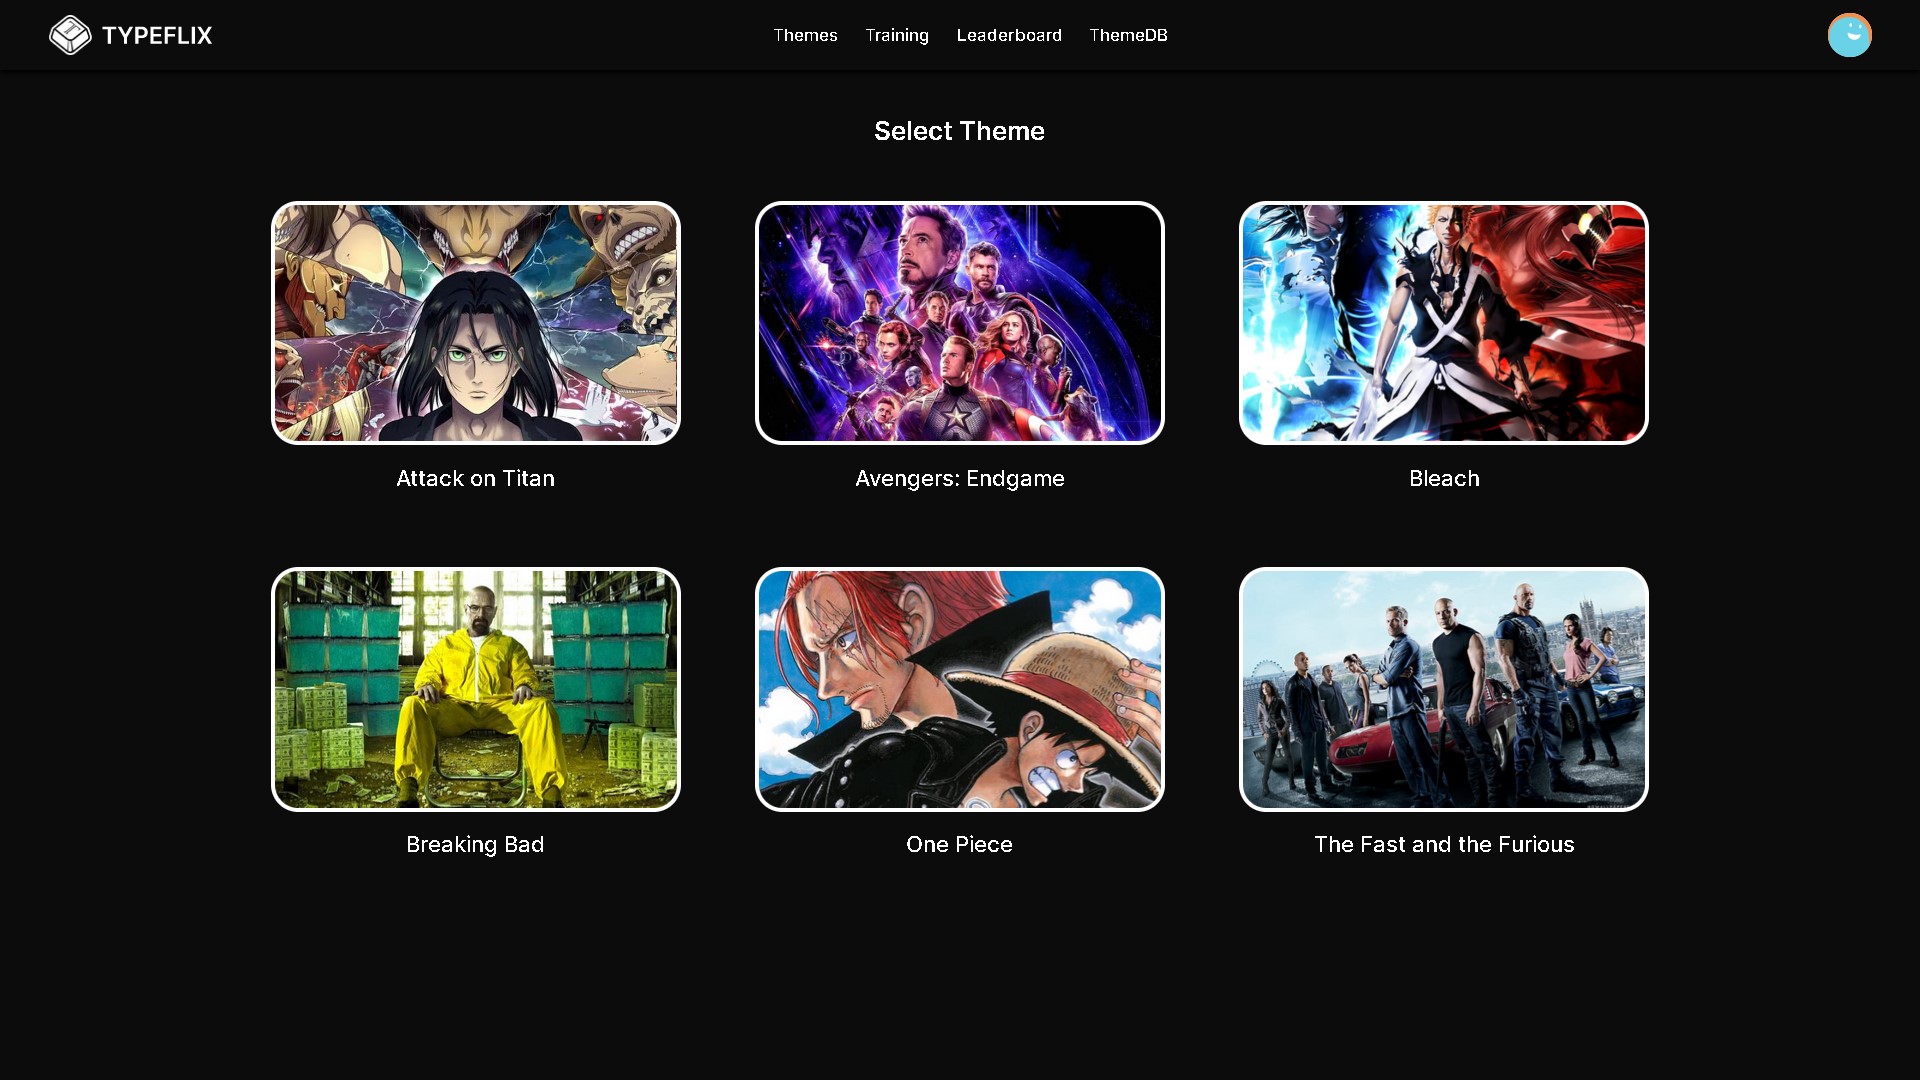 TYPEFLIX
Themes Training Leaderboard ThemeDB
Select Theme
Attack on Titan
Avengers: Endgame
Bleach
Breaking Bad
One Piece
The Fast and the Furious